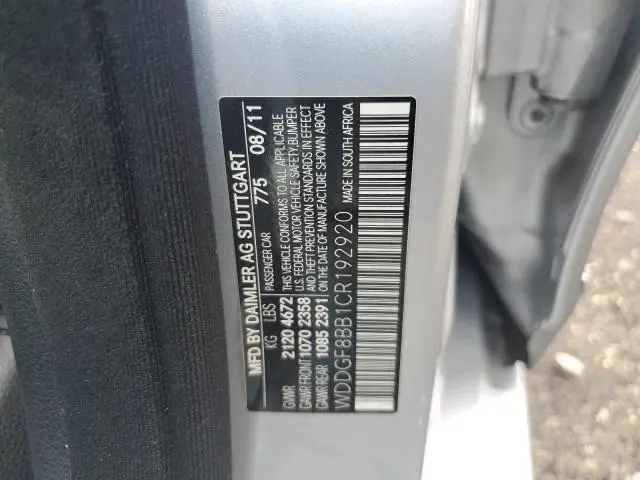 MFD BY DAIMLER AG STUTTGART
KG LBS PASSENGER CAR 775 08/11
GVWR 2120 4672 THIS VEHICLE CONFORMS TO ALL APPLICABLE
GAWR FRONT 1070 2358 U.S. FEDERAL MOTOR VEHICLE SAFETY, BUMPER
GAWR REAR 1085 2391 AND THEFT PREVENTION STANDARDS IN EFFECT
ON THE DATE OF MANUFACTURE SHOWN ABOVE
WDDGF8BB1CR192920 MADE IN SOUTH AFRICA